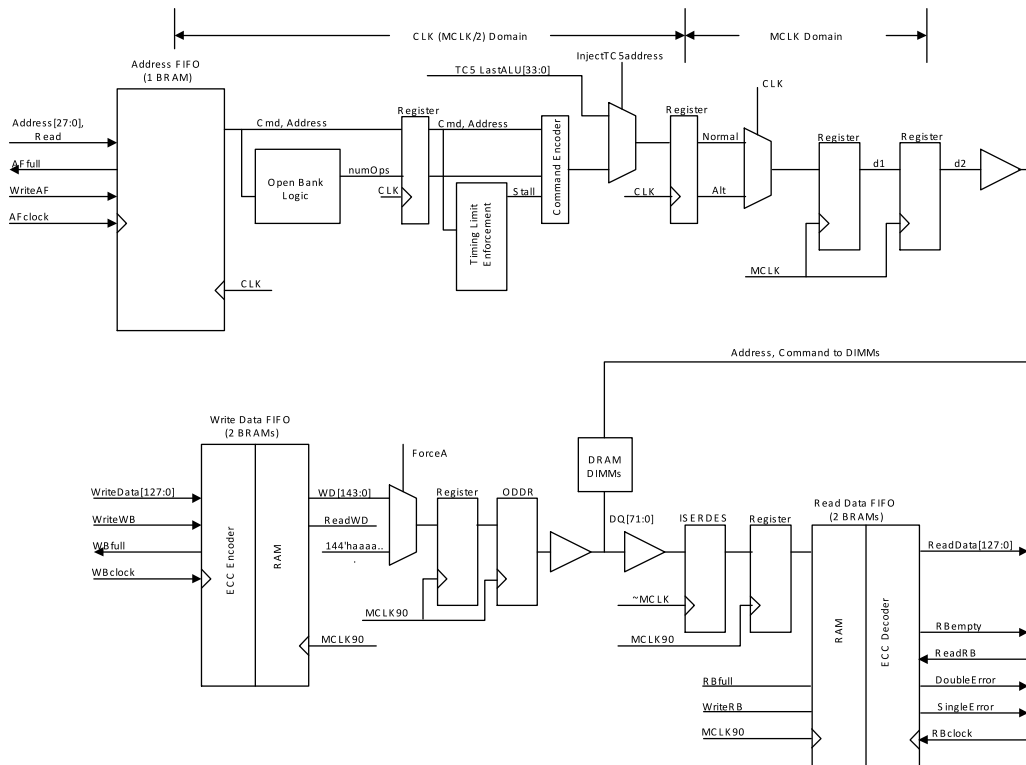 CLK (MCLK/2) Domain
MCLK Domain
Address FIFO
(1 BRAM)
InjectTC5address
TC5 LastALU[33:0]
CLK
Address[27:0],
Read
AFfull
WriteAF
AFclock
CLK
Cmd, Address
Open Bank
Logic
numOps
Register
CLK
Cmd, Address
Timing Limit
Enforcement
Stall
Command Encoder
CLK
Register
Normal
Alt
Register
d1
Register
d2
MCLK
Address, Command to DIMMs
DRAM
DIMMs
Write Data FIFO
(2 BRAMs)
WriteData[127:0]
WriteWB
WBfull
WBclock
ECC Encoder
RAM
ForceA
WD[143:0]
ReadWD
144'haaaa..
.
MCLK90
Register
ODDR
MCLK90
DQ[71:0]
ISERDES
Register
~MCLK
MCLK90
Read Data FIFO
(2 BRAMs)
RAM
ECC Decoder
RBfull
WriteRB
MCLK90
ReadData[127:0]
RBempty
ReadRB
DoubleError
SingleError
RBclock